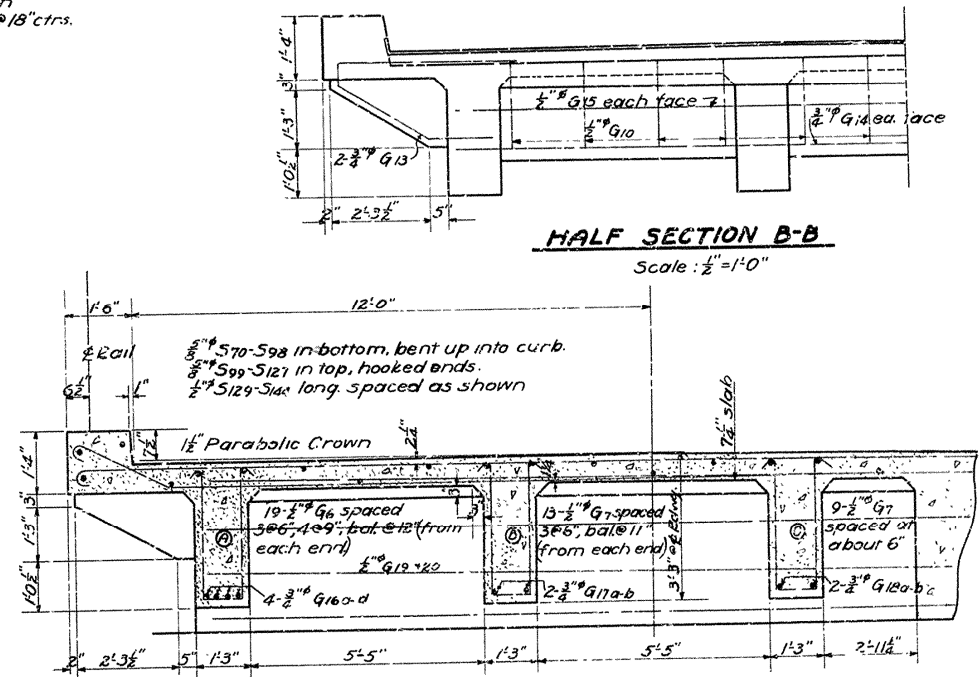 @18"ctrs.
1'-4"
3"
1'-3"
1'-0½"
½"ᶲ G15 each face
½"ᶲ G10
¾"ᶲ G14 ea. face
2-¾"ᶲ G13
2"
2'-3½"
5"
HALF SECTION B-B
Scale: ½"=1'-0"
1'-6"
12'-0"
℄ Rail
⅝"ᶲ S70-S98 in bottom, bent up into curb.
⅝"ᶲ S99-S127 in top, hooked ends.
½"ᶲ S129-S144 long. spaced as shown
6½"
1"
7½"
1½" Parabolic Crown
2¼"
7¼" slab
1'-4"
3"
1'-3"
1'-0½"
3"
19-½"ᶲ G6 spaced
3@6", 4@9", bal.@12" (from
each end)
13-½"ᶲ G7 spaced
3@6", bal@11"
(from each end)
9-½"ᶲ G7
spaced at
about 6"
A
B
C
½"ᶲ G19+20
3'-3" @ ℄ Brng.
4-¾"ᶲ G16a-d
2-¾"ᶲ G17a-b
2-¾"ᶲ G18a-b
2"
2'-3½"
5"
1'-3"
5'-5"
1'-3"
5'-5"
1'-3"
2'-11¼"